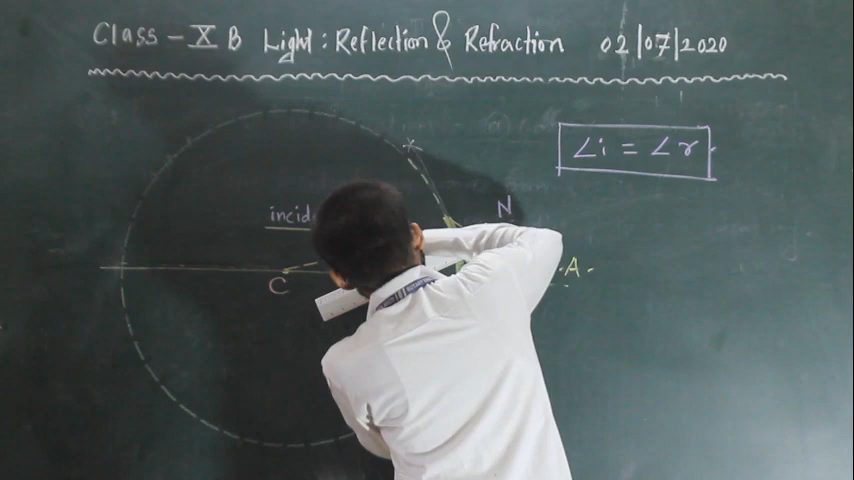 Class - X B Light : Reflection & Refraction 02/07/2020
∠i = ∠r
N
C
A